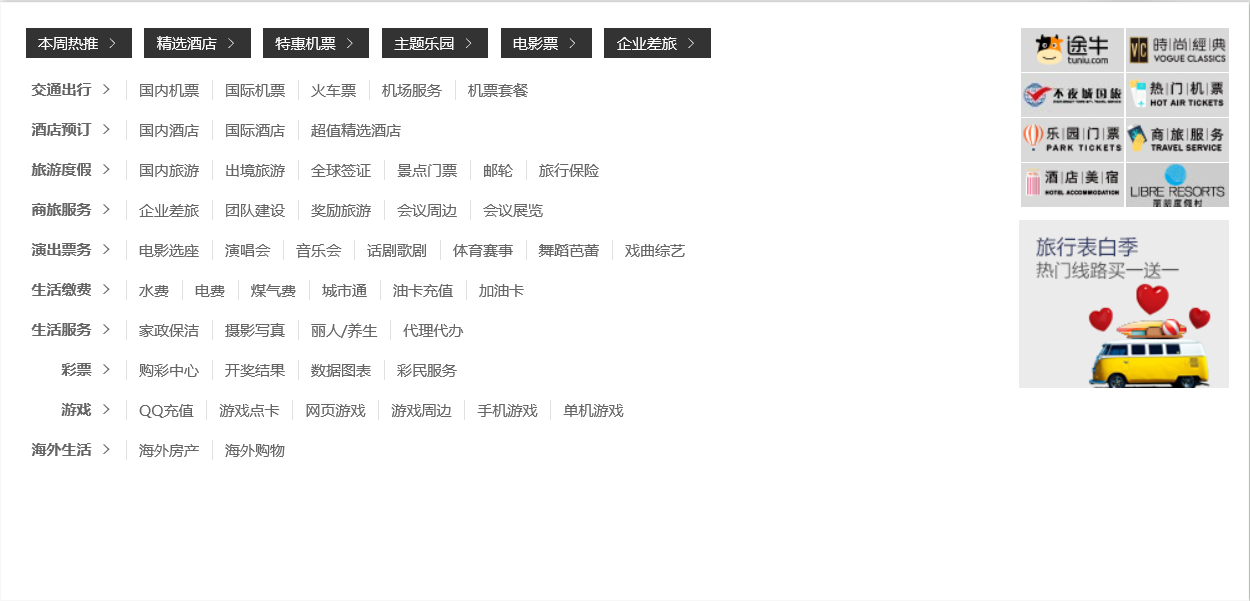 本周热推 精选酒店 特惠机票 主题乐园 电影票 企业差旅
交通出行 国内机票 国际机票 火车票 机场服务 机票套餐
酒店预订 国内酒店 国际酒店 超值精选酒店
旅游度假 国内旅游 出境旅游 全球签证 景点门票 邮轮 旅行保险
商旅服务 企业差旅 团队建设 奖励旅游 会议周边 会议展览
演出票务 电影选座 演唱会 音乐会 话剧歌剧 体育赛事 舞蹈芭蕾 戏曲综艺
生活缴费 水费 电费 煤气费 城市通 油卡充值 加油卡
生活服务 家政保洁 摄影写真 丽人/养生 代理代办
彩票 购彩中心 开奖结果 数据图表 彩民服务
游戏 QQ充值 游戏点卡 网页游戏 游戏周边 手机游戏 单机游戏
海外生活 海外房产 海外购物
途牛
tuniu.com
VC 時尚經典
VOGUE CLASSICS
不夜城国旅
热门机票
HOT AIR TICKETS
乐园门票
PARK TICKETS
商旅服务
TRAVEL SERVICE
酒店美宿
HOTEL ACCOMMODATION
LIBRE RESORTS
丽丽度假村
旅行表白季
热门线路买一送一